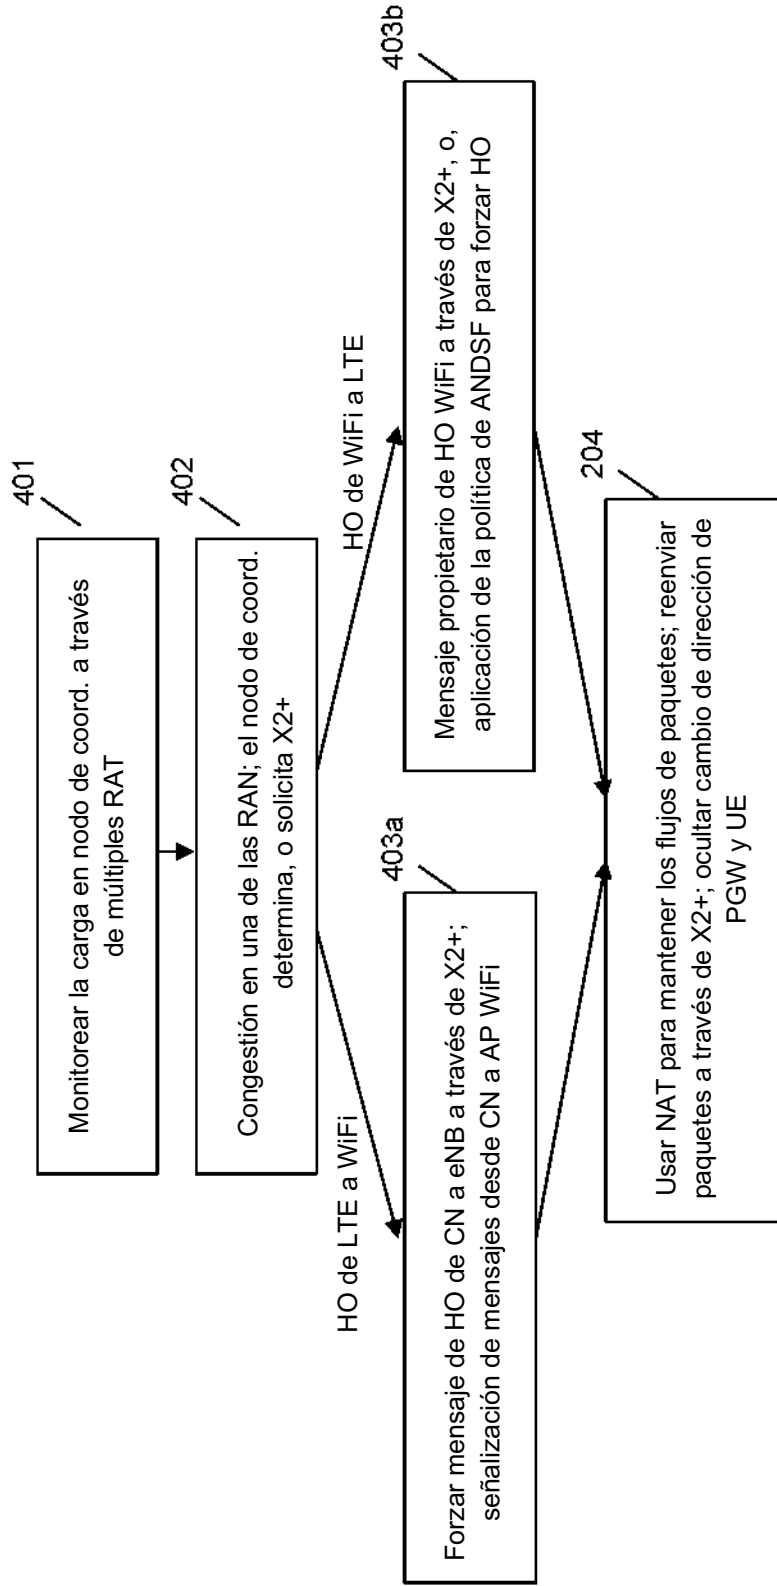 401
Monitorear la carga en nodo de coord. a través
de múltiples RAT
402
Congestión en una de las RAN; el nodo de coord.
determina, o solicita X2+
HO de LTE a WiFi
HO de WiFi a LTE
403a
Forzar mensaje de HO de CN a eNB a través de X2+;
señalización de mensajes desde CN a AP WiFi
403b
Mensaje propietario de HO WiFi a través de X2+, o,
aplicación de la política de ANDSF para forzar HO
204
Usar NAT para mantener los flujos de paquetes; reenviar
paquetes a través de X2+; ocultar cambio de dirección de
PGW y UE